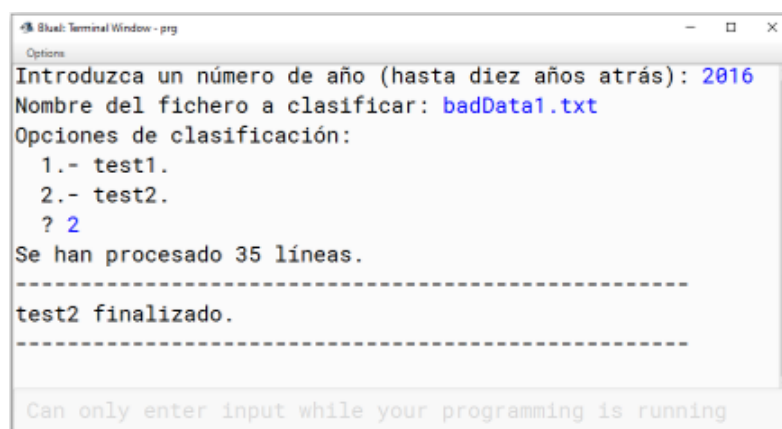 BlueJ: Terminal Window - prg
Options
Introduzca un número de año (hasta diez años atrás): 2016
Nombre del fichero a clasificar: badData1.txt
Opciones de clasificación:
1.- test1.
2.- test2.
? 2
Se han procesado 35 líneas.
----------------------------------------------------
test2 finalizado.
----------------------------------------------------
Can only enter input while your programming is running